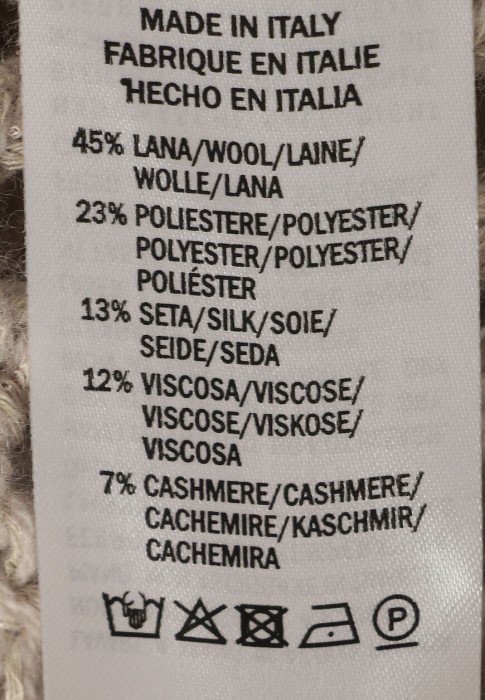 MADE IN ITALY
FABRIQUE EN ITALIE
HECHO EN ITALIA
45% LANA/WOOL/LAINE/
WOLLE/LANA
23% POLIESTERE/POLYESTER/
POLYESTER/POLYESTER/
POLIÉSTER
13% SETA/SILK/SOIE/
SEIDE/SEDA
12% VISCOSA/VISCOSE/
VISCOSE/VISKOSE/
VISCOSA
7% CASHMERE/CASHMERE/
CACHEMIRE/KASCHMIR/
CACHEMIRA
P